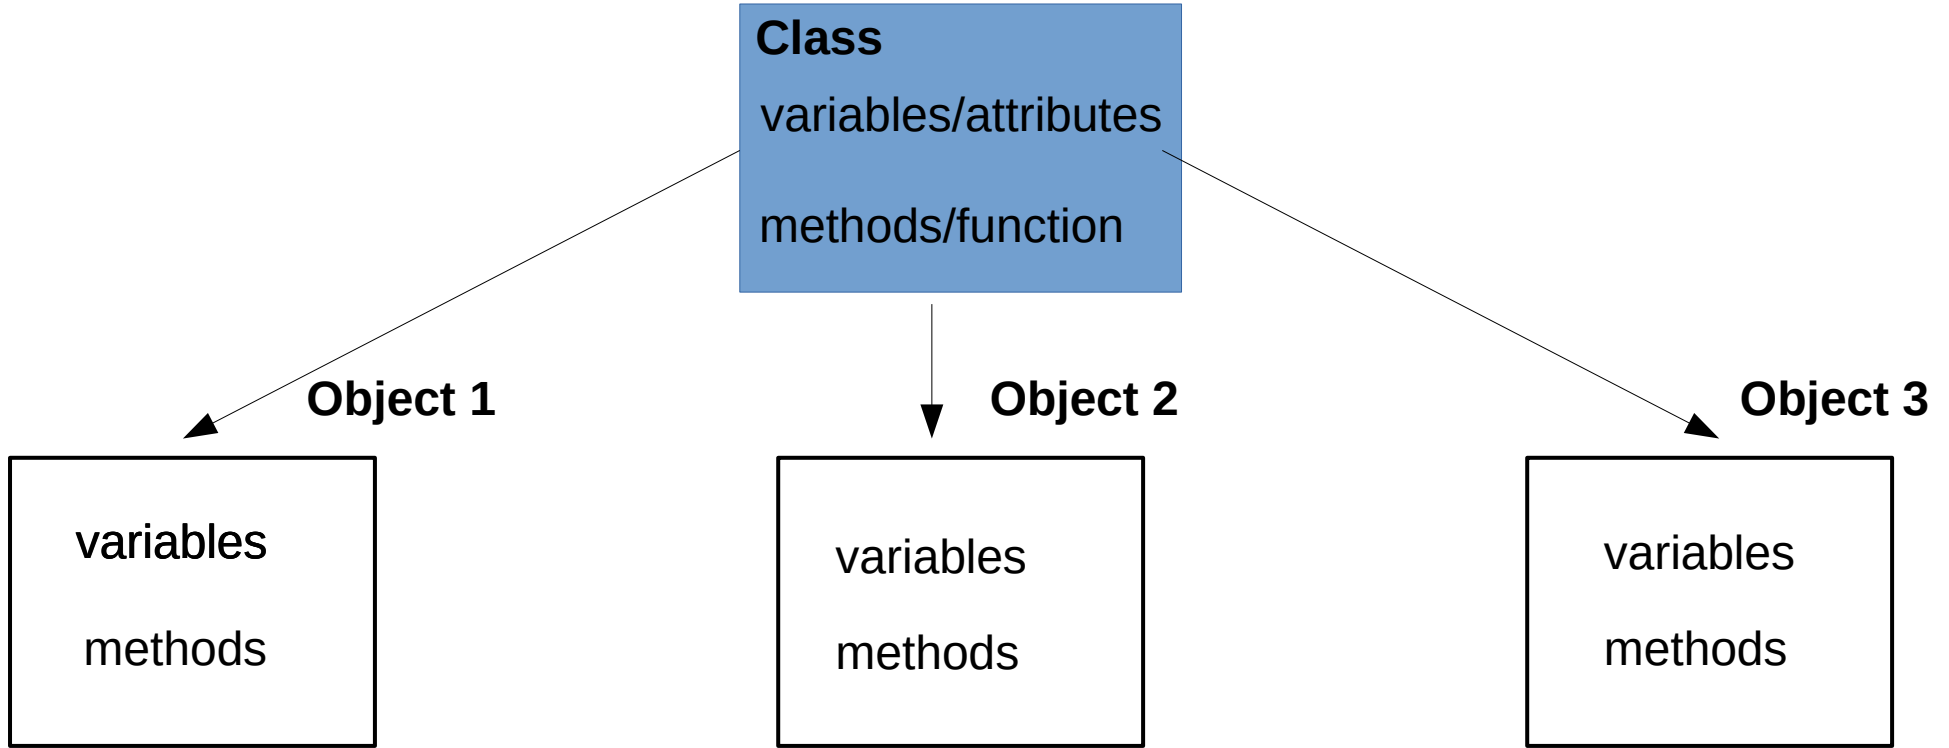 Class
variables/attributes
methods/function
Object 1
Object 2
Object 3
variables
methods
variables
methods
variables
methods